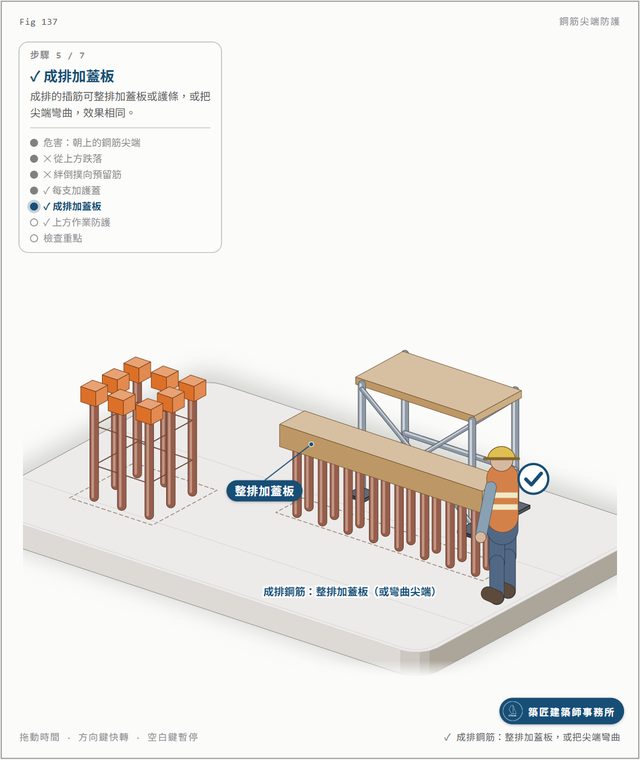 Fig 137
鋼筋尖端防護
步驟 5 / 7
✓成排加蓋板
成排的插筋可整排加蓋板或護條，或把
尖端彎曲，效果相同。
危害：朝上的鋼筋尖端
✕從上方跌落
✕絆倒撲向預留筋
✓每支加護蓋
✓成排加蓋板
✓上方作業防護
檢查重點
整排加蓋板
成排鋼筋：整排加蓋板（或彎曲尖端）
築匠建築師事務所
拖動時間 · 方向鍵快轉 · 空白鍵暫停
✓ 成排鋼筋：整排加蓋板，或把尖端彎曲